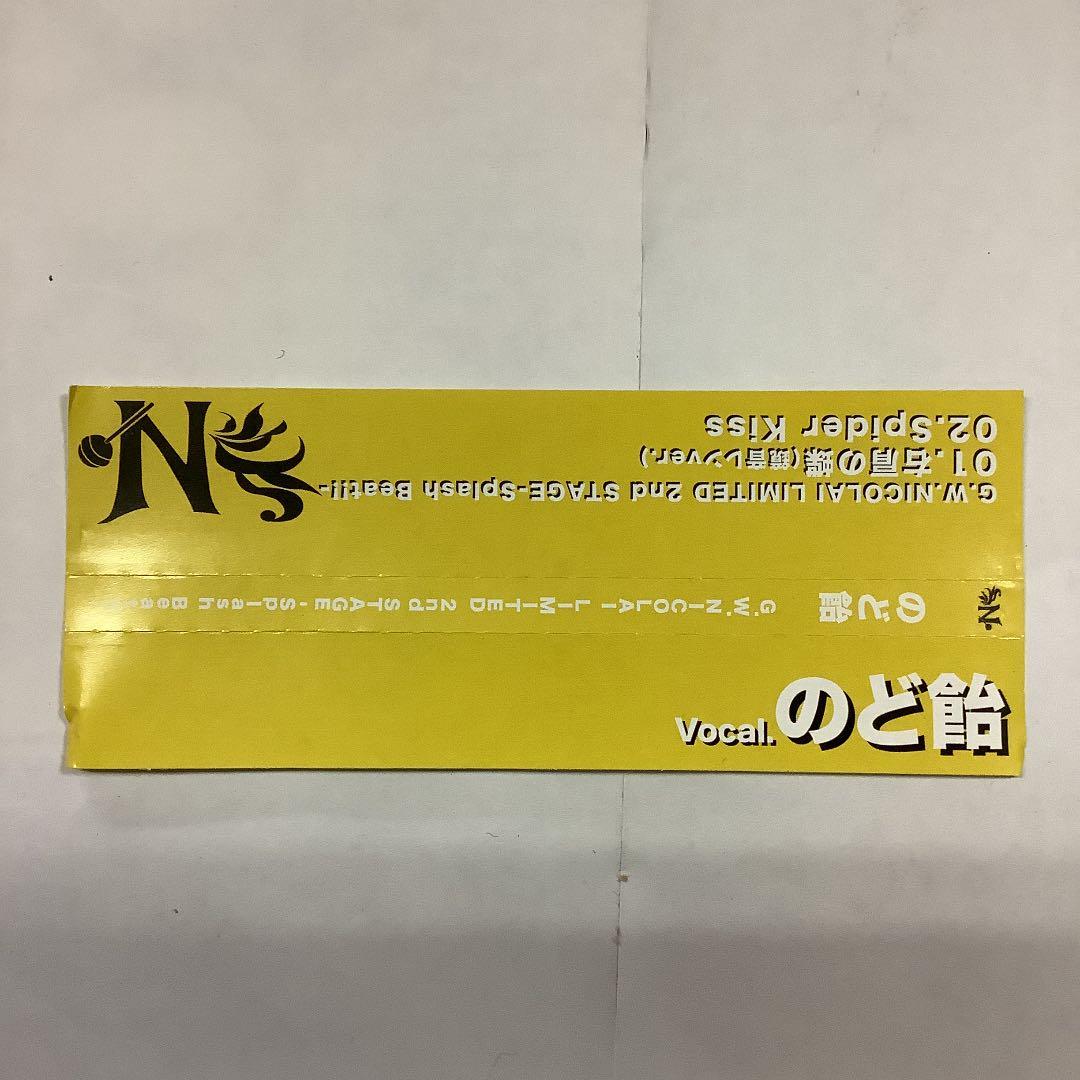 G.W.NICOLAI LIMITED 2nd STAGE-Splash Beat!!-
01.右肩の蝶(鏡音レンver.)
02.Spider Kiss
N
N
のど飴
G.W.NICOLAI LIMITED 2nd STAGE-Splash
Vocal.のど飴